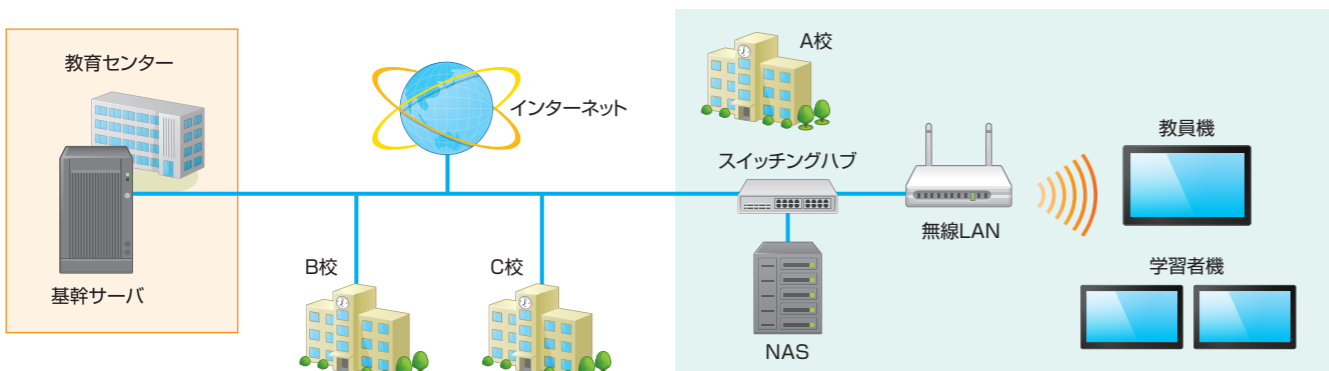 教育センター
基幹サーバ
インターネット
B校
C校
A校
スイッチングハブ
NAS
無線LAN
教員機
学習者機